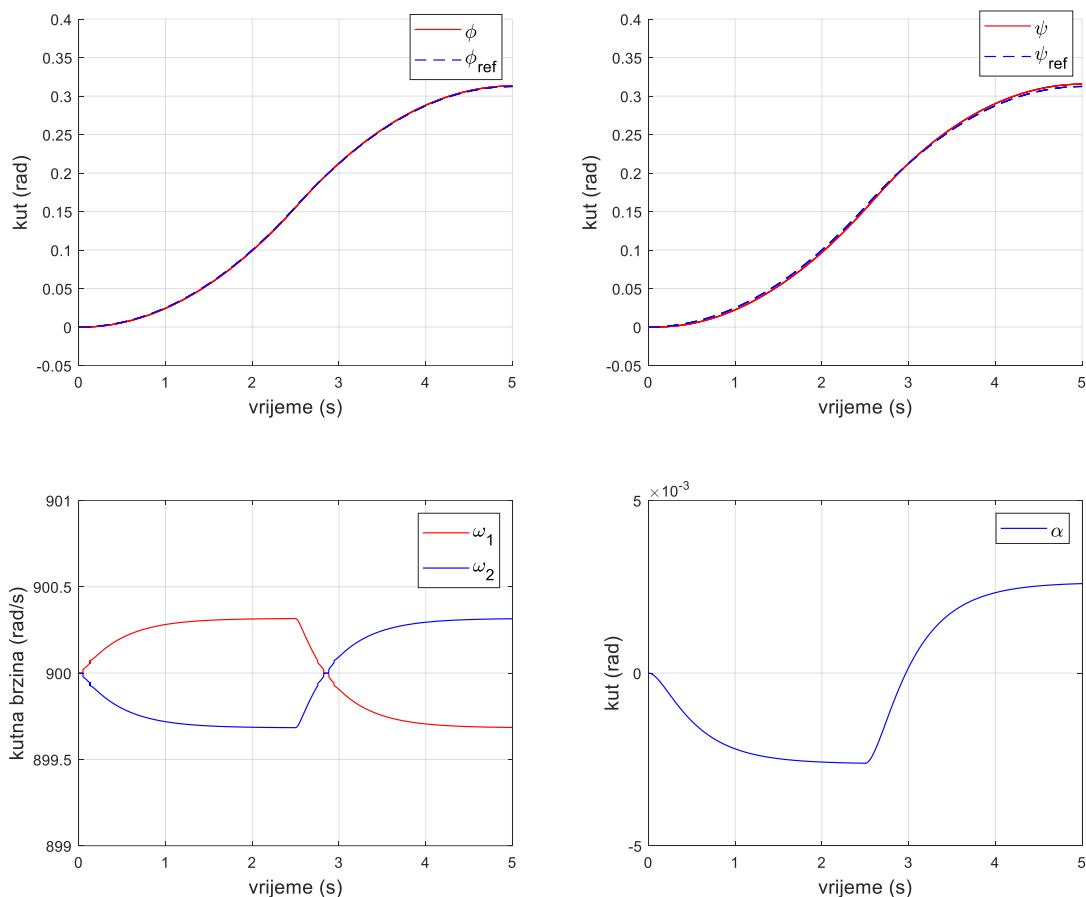 0.4
0.35
0.3
0.25
0.2
0.15
0.1
0.05
0
-0.05
kut (rad)
0 1 2 3 4 5
vrijeme (s)
ϕ
ϕref
0.4
0.35
0.3
0.25
0.2
0.15
0.1
0.05
0
-0.05
kut (rad)
0 1 2 3 4 5
vrijeme (s)
ψ
ψref
901
900.5
900
899.5
899
kutna brzina (rad/s)
0 1 2 3 4 5
vrijeme (s)
ω1
ω2
×10-3
5
0
-5
kut (rad)
0 1 2 3 4 5
vrijeme (s)
α